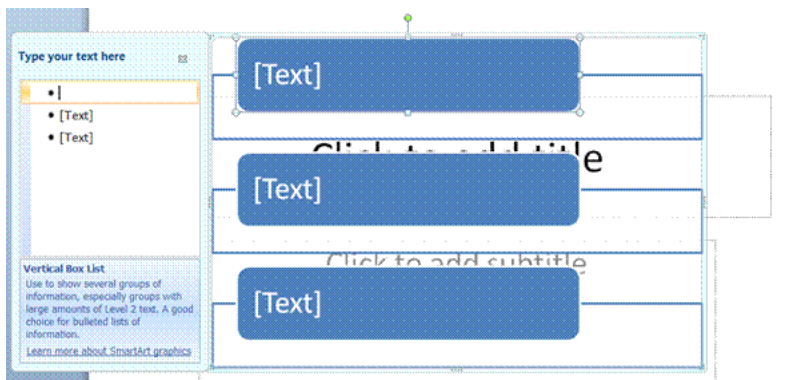 Type your text here
[Text]
[Text]
Vertical Box List
Use to show several groups of
information, especially groups with
large amounts of Level 2 text. A good
choice for bulleted lists of
information.
Learn more about SmartArt graphics
[Text]
Click to add title
[Text]
Click to add subtitle
[Text]